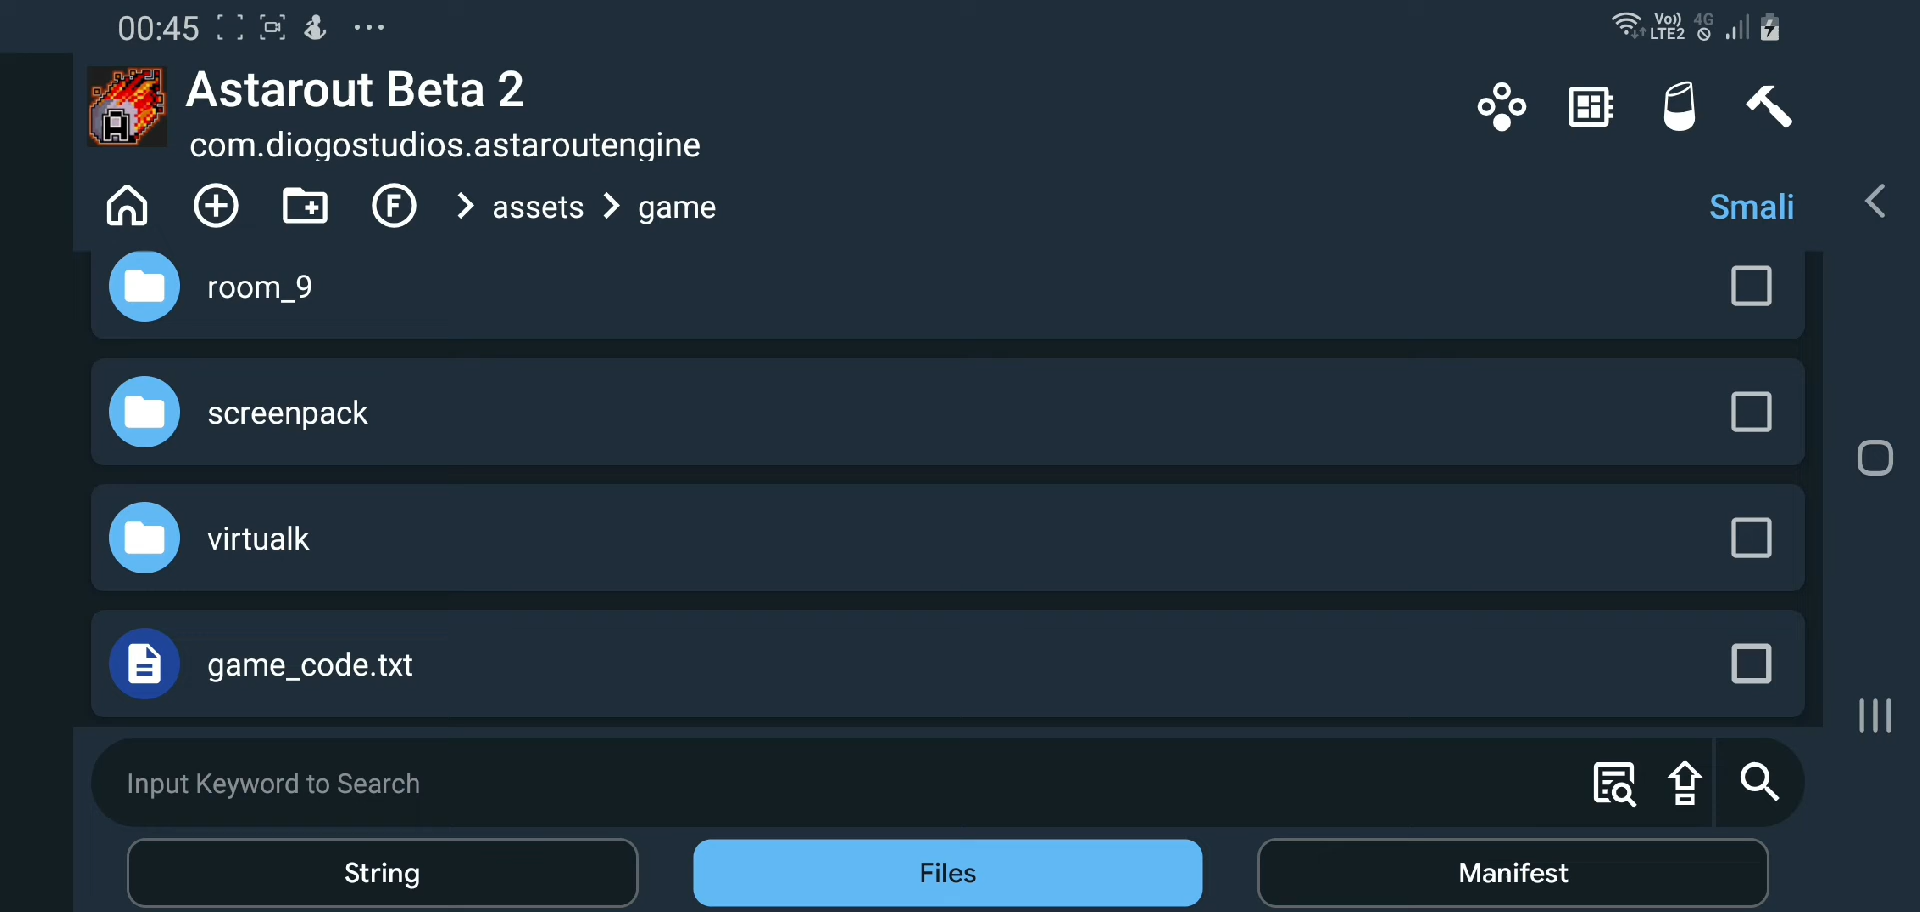 00:45
Vo)) LTE2 4G
Astarout Beta 2
com.diogostudios.astaroutengine
F > assets > game
Smali
room_9
screenpack
virtualk
game_code.txt
Input Keyword to Search
String
Files
Manifest